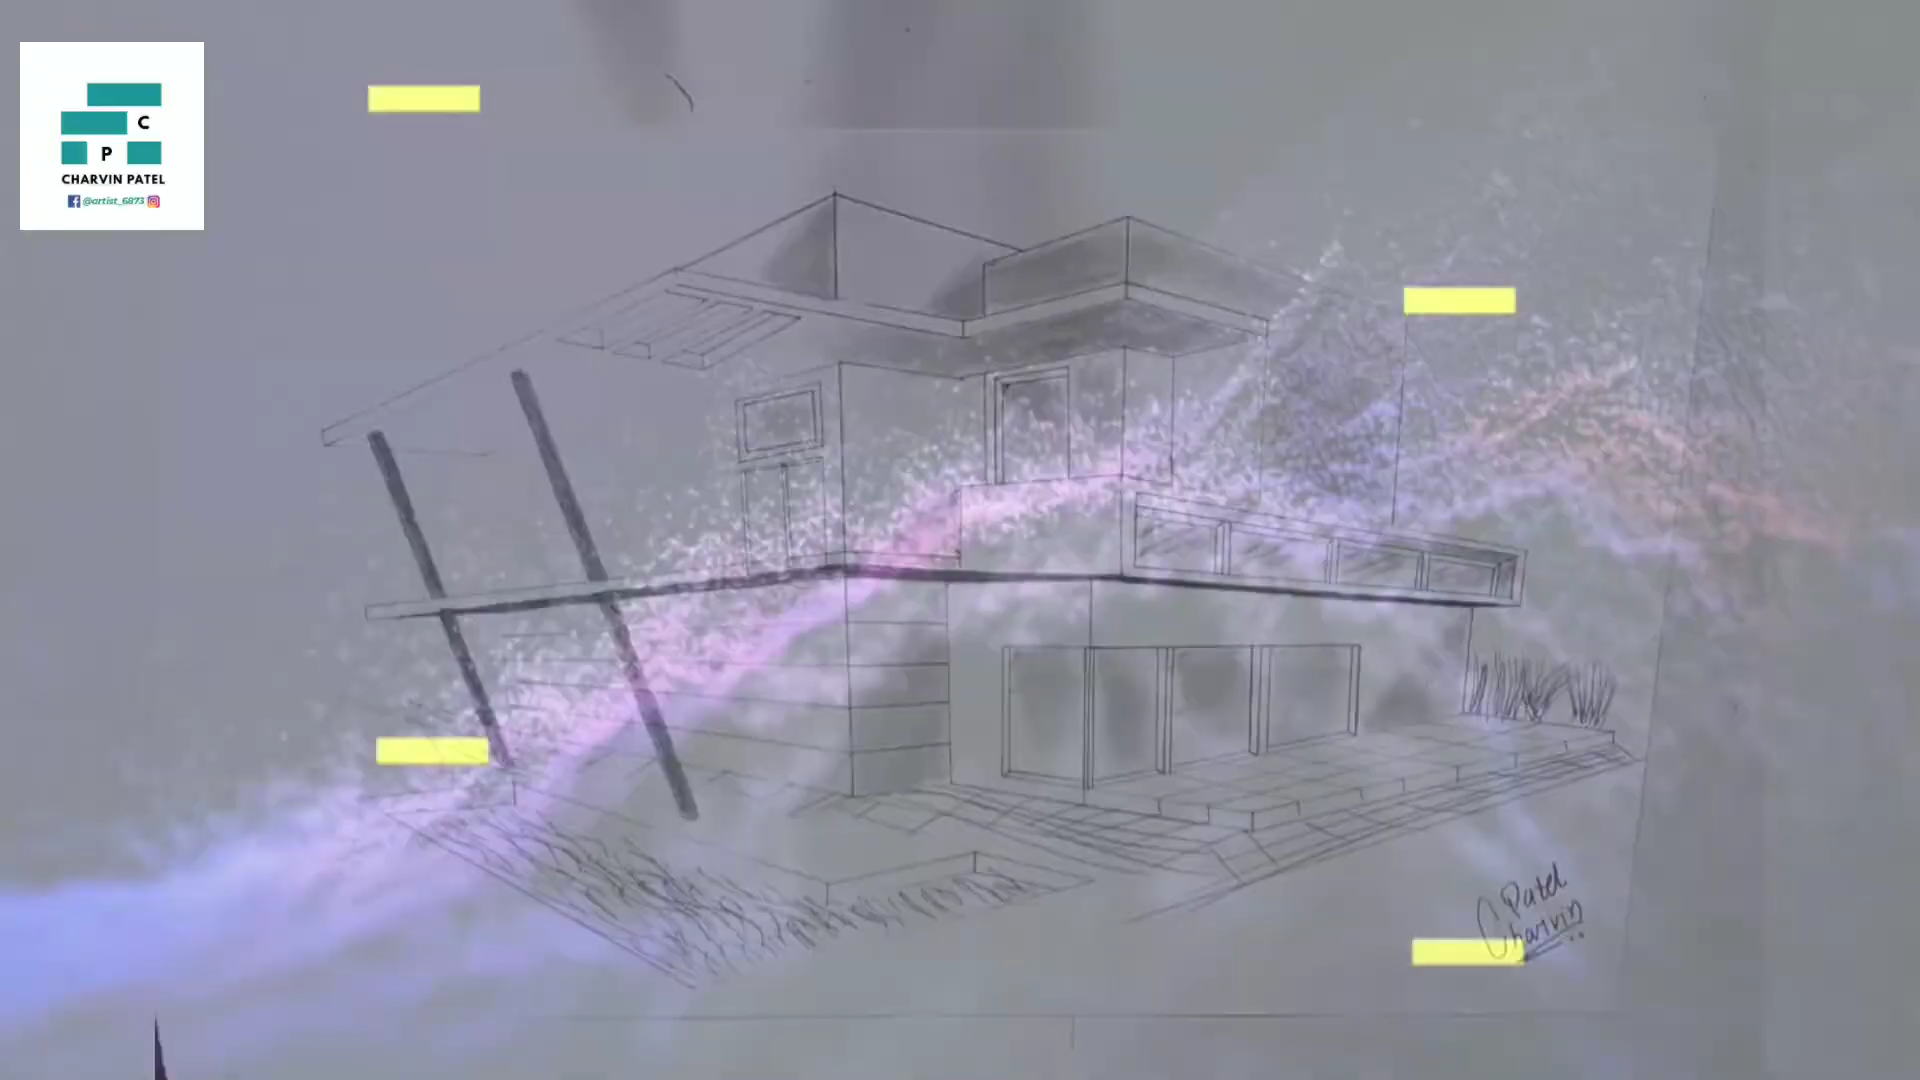 C
P
CHARVIN PATEL
@artist_6873
Patel
Charvin